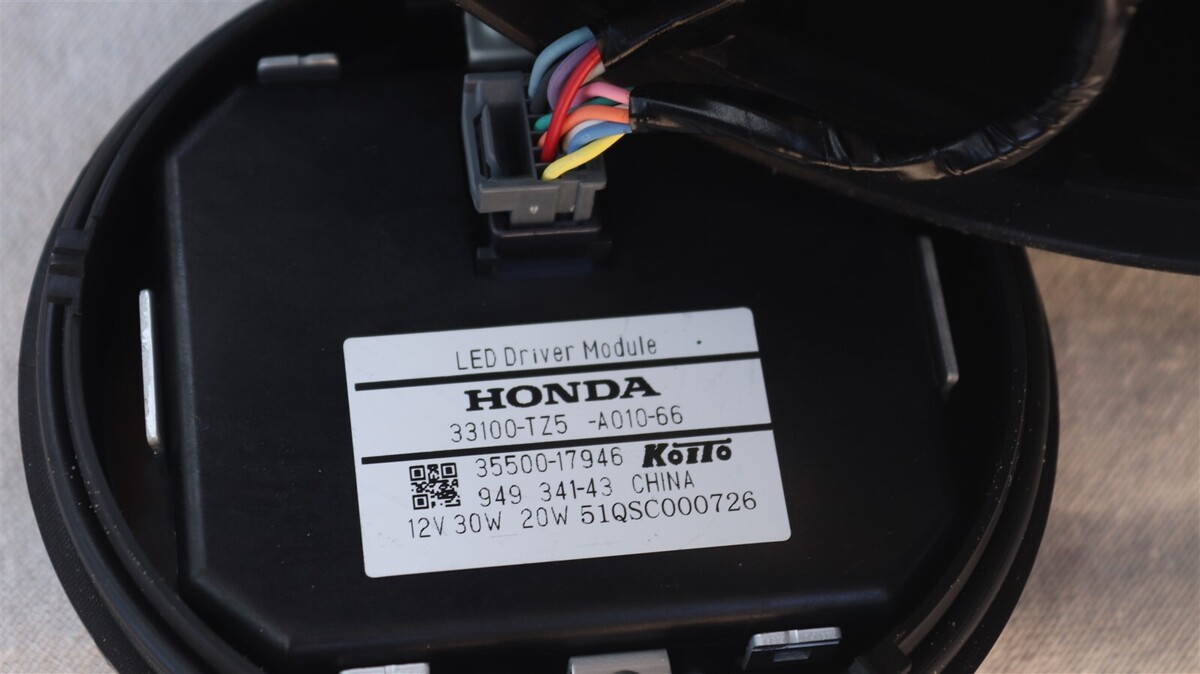 LED Driver Module
HONDA
33100-TZ5 -A010-66
35500-17946 KOITO
949 341-43 CHINA
12V 30W 20W 51QSC000726